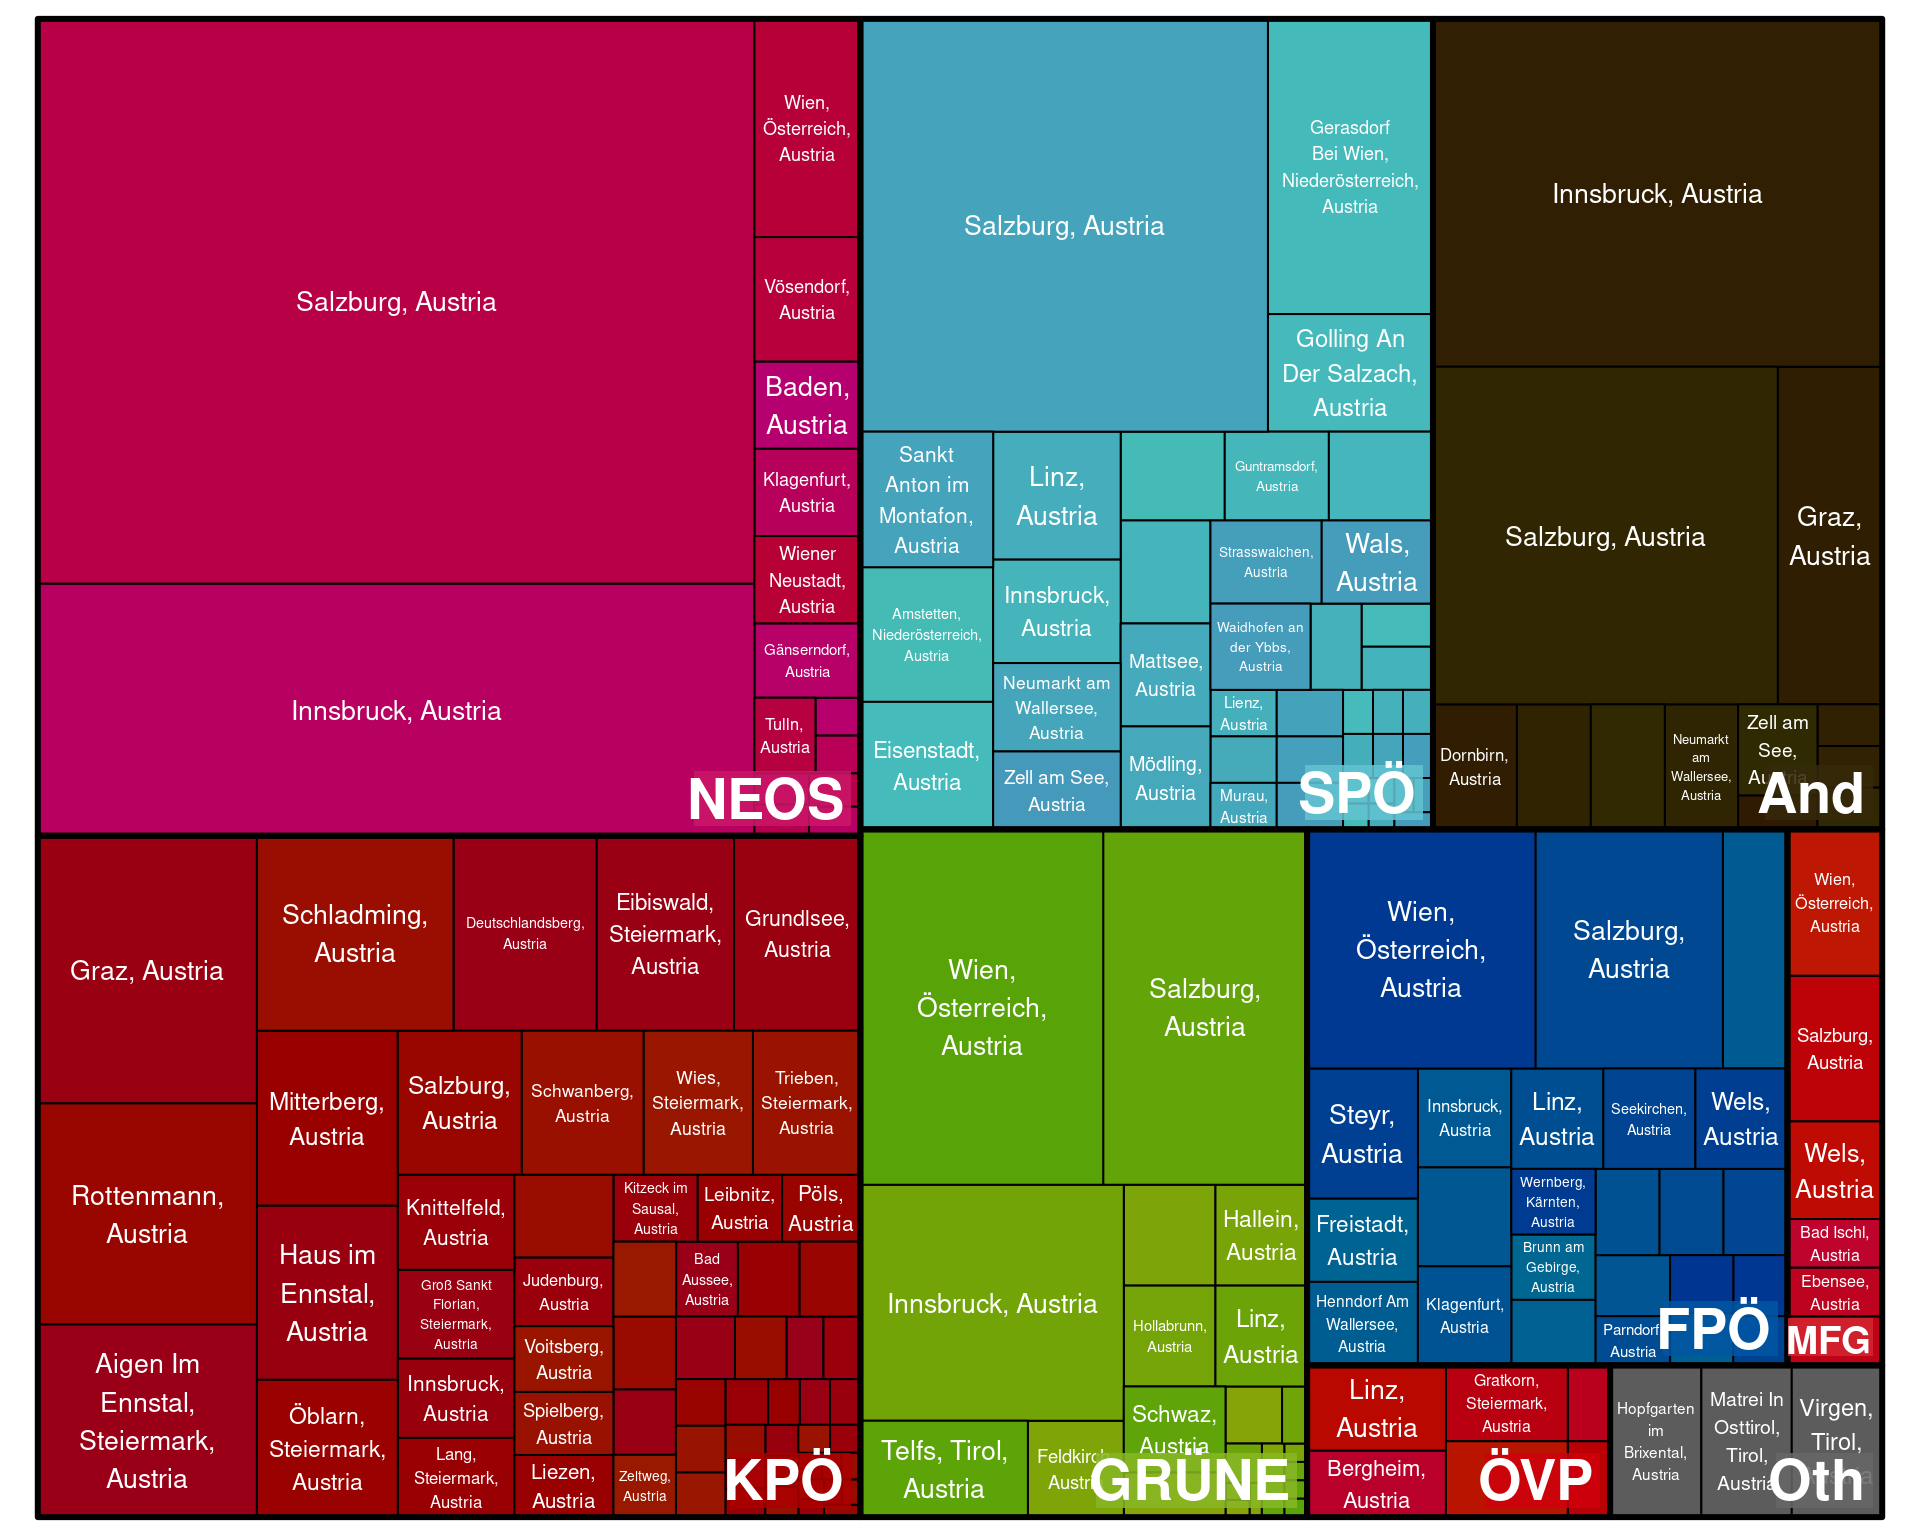 Salzburg, Austria
Innsbruck, Austria
Wien,
Österreich,
Austria
Vösendorf,
Austria
Baden,
Austria
Klagenfurt,
Austria
Wiener
Neustadt,
Austria
Gänserndorf,
Austria
Tulln,
Austria
NEOS
Salzburg, Austria
Gerasdorf
Bei Wien,
Niederösterreich,
Austria
Golling An
Der Salzach,
Austria
Sankt
Anton im
Montafon,
Austria
Amstetten,
Niederösterreich,
Austria
Eisenstadt,
Austria
Linz,
Austria
Innsbruck,
Austria
Neumarkt am
Wallersee,
Austria
Zell am See,
Austria
Guntramsdorf,
Austria
Mattsee,
Austria
Mödling,
Austria
Strasswalchen,
Austria
Wals,
Austria
Waidhofen an
der Ybbs,
Austria
Lienz,
Austria
Murau,
Austria
SPÖ
Innsbruck, Austria
Salzburg, Austria
Graz,
Austria
Dornbirn,
Austria
Neumarkt
am
Wallersee,
Austria
Zell am
See,
Austria
And
Graz, Austria
Rottenmann,
Austria
Aigen Im
Ennstal,
Steiermark,
Austria
Schladming,
Austria
Deutschlandsberg,
Austria
Eibiswald,
Steiermark,
Austria
Grundlsee,
Austria
Mitterberg,
Austria
Haus im
Ennstal,
Austria
Öblarn,
Steiermark,
Austria
Salzburg,
Austria
Schwanberg,
Austria
Wies,
Steiermark,
Austria
Trieben,
Steiermark,
Austria
Knittelfeld,
Austria
Groß Sankt
Florian,
Steiermark,
Austria
Innsbruck,
Austria
Lang,
Steiermark,
Austria
Judenburg,
Austria
Voitsberg,
Austria
Spielberg,
Austria
Liezen,
Austria
Kitzeck im
Sausal,
Austria
Leibnitz,
Austria
Pöls,
Austria
Bad
Aussee,
Austria
Zeltweg,
Austria
KPÖ
Wien,
Österreich,
Austria
Salzburg,
Austria
Innsbruck, Austria
Telfs, Tirol,
Austria
Feldkirch,
Austria
Hallein,
Austria
Hollabrunn,
Austria
Linz,
Austria
Schwaz,
Austria
GRÜNE
Wien,
Österreich,
Austria
Salzburg,
Austria
Steyr,
Austria
Freistadt,
Austria
Henndorf Am
Wallersee,
Austria
Innsbruck,
Austria
Klagenfurt,
Austria
Linz,
Austria
Seekirchen,
Austria
Wels,
Austria
Wernberg,
Kärnten,
Austria
Brunn am
Gebirge,
Austria
Parndorf,
Austria
FPÖ
Wien,
Österreich,
Austria
Salzburg,
Austria
Wels,
Austria
Bad Ischl,
Austria
Ebensee,
Austria
MFG
Linz,
Austria
Bergheim,
Austria
Gratkorn,
Steiermark,
Austria
ÖVP
Hopfgarten
im
Brixental,
Austria
Matrei In
Osttirol,
Tirol,
Austria
Virgen,
Tirol,
Austria
Oth